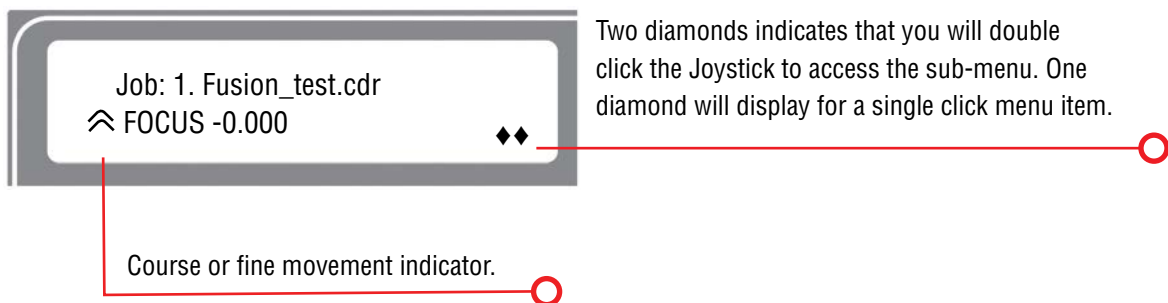 Job: 1. Fusion_test.cdr
FOCUS -0.000
Two diamonds indicates that you will double
click the Joystick to access the sub-menu. One
diamond will display for a single click menu item.
Course or fine movement indicator.